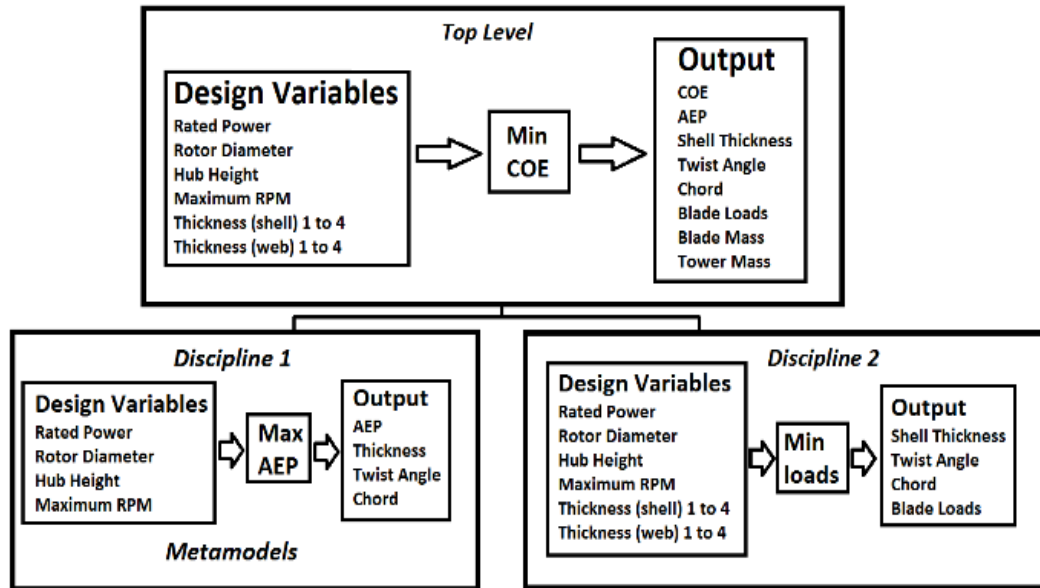 Top Level
Design Variables
Rated Power
Rotor Diameter
Hub Height
Maximum RPM
Thickness (shell) 1 to 4
Thickness (web) 1 to 4
Min
COE
Output
COE
AEP
Shell Thickness
Twist Angle
Chord
Blade Loads
Blade Mass
Tower Mass
Discipline 1
Design Variables
Rated Power
Rotor Diameter
Hub Height
Maximum RPM
Max
AEP
Output
AEP
Thickness
Twist Angle
Chord
Metamodels
Discipline 2
Design Variables
Rated Power
Rotor Diameter
Hub Height
Maximum RPM
Thickness (shell) 1 to 4
Thickness (web) 1 to 4
Min
loads
Output
Shell Thickness
Twist Angle
Chord
Blade Loads